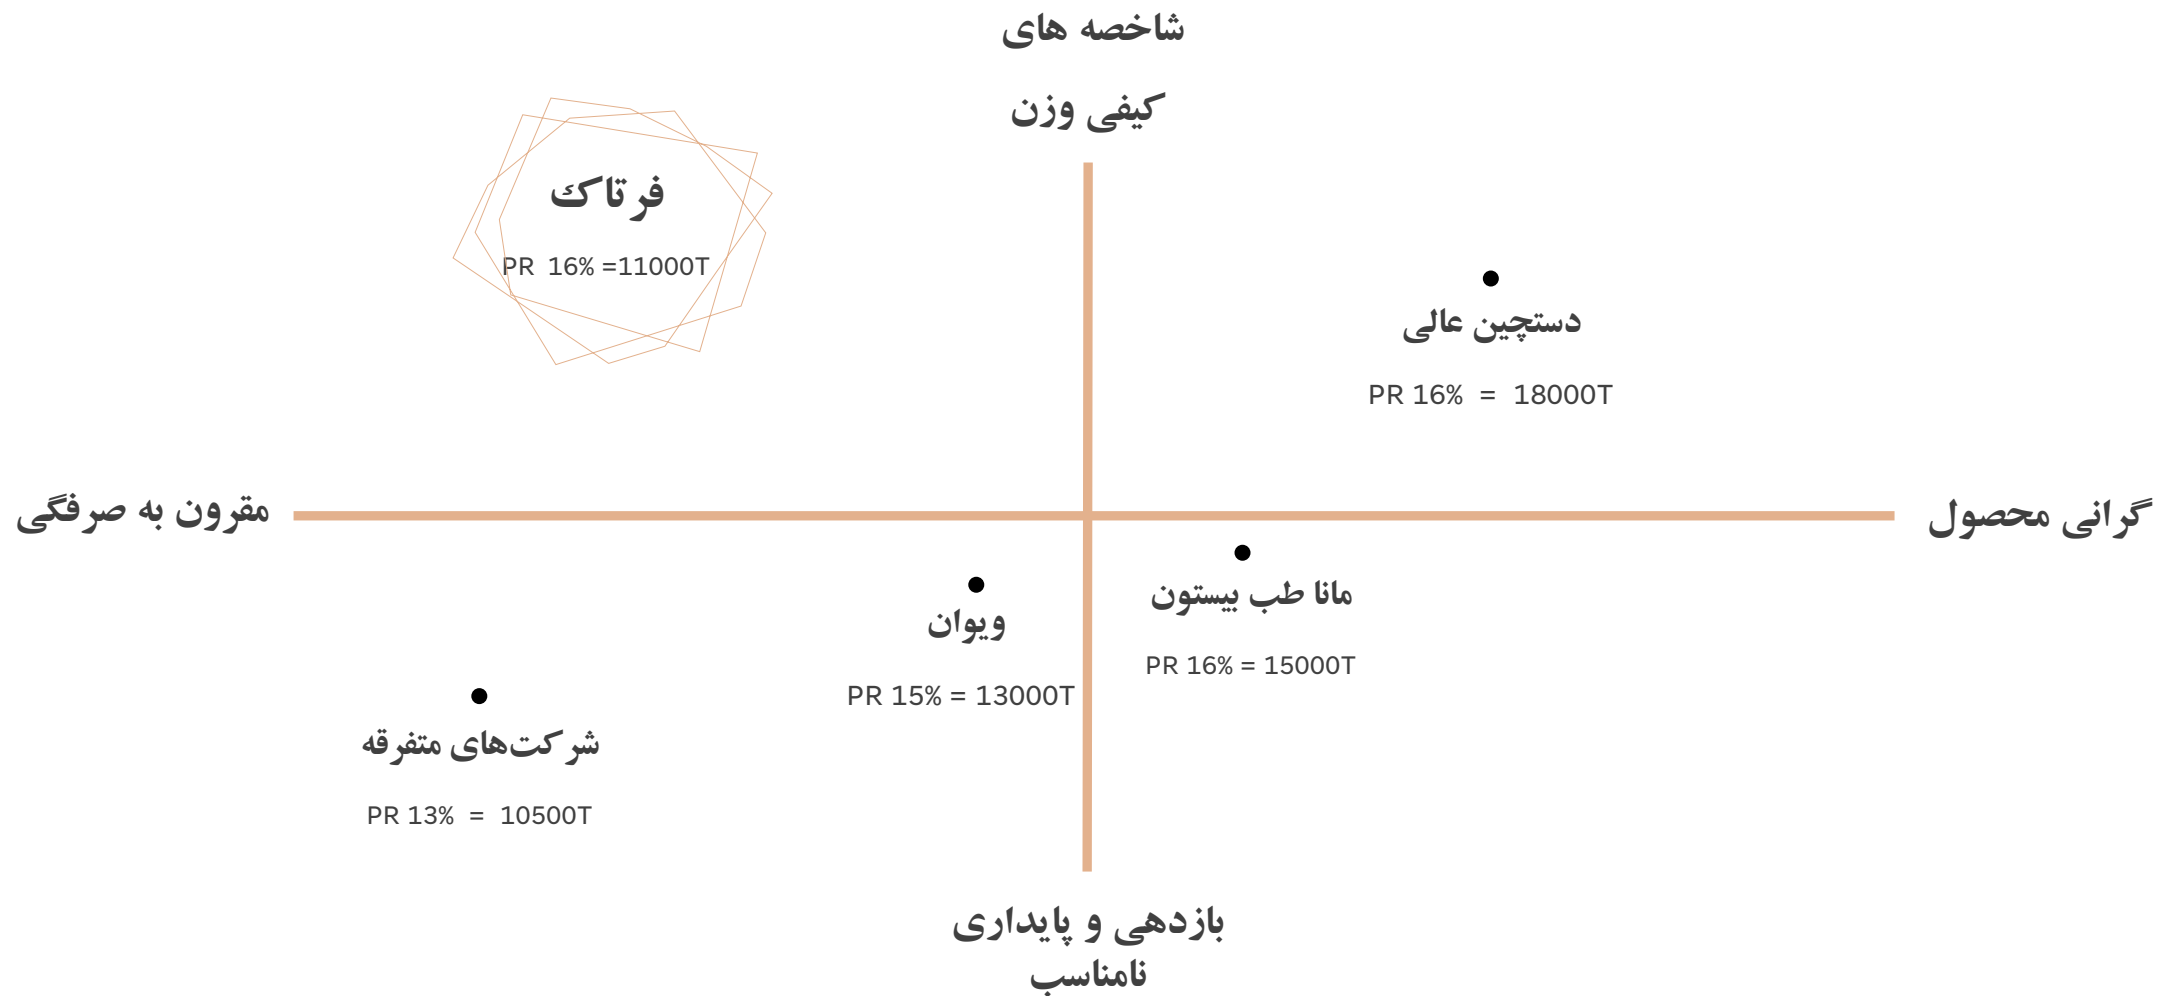 شاخصه های
کیفی وزن
فرتاک
PR 16% =11000T
دستچین عالی
PR 16% = 18000T
گرانی محصول
مقرون به صرفگی
مانا طب بیستون
PR 16% = 15000T
ویوان
PR 15% = 13000T
شرکت‌های متفرقه
PR 13% = 10500T
بازدهی و پایداری
نامناسب